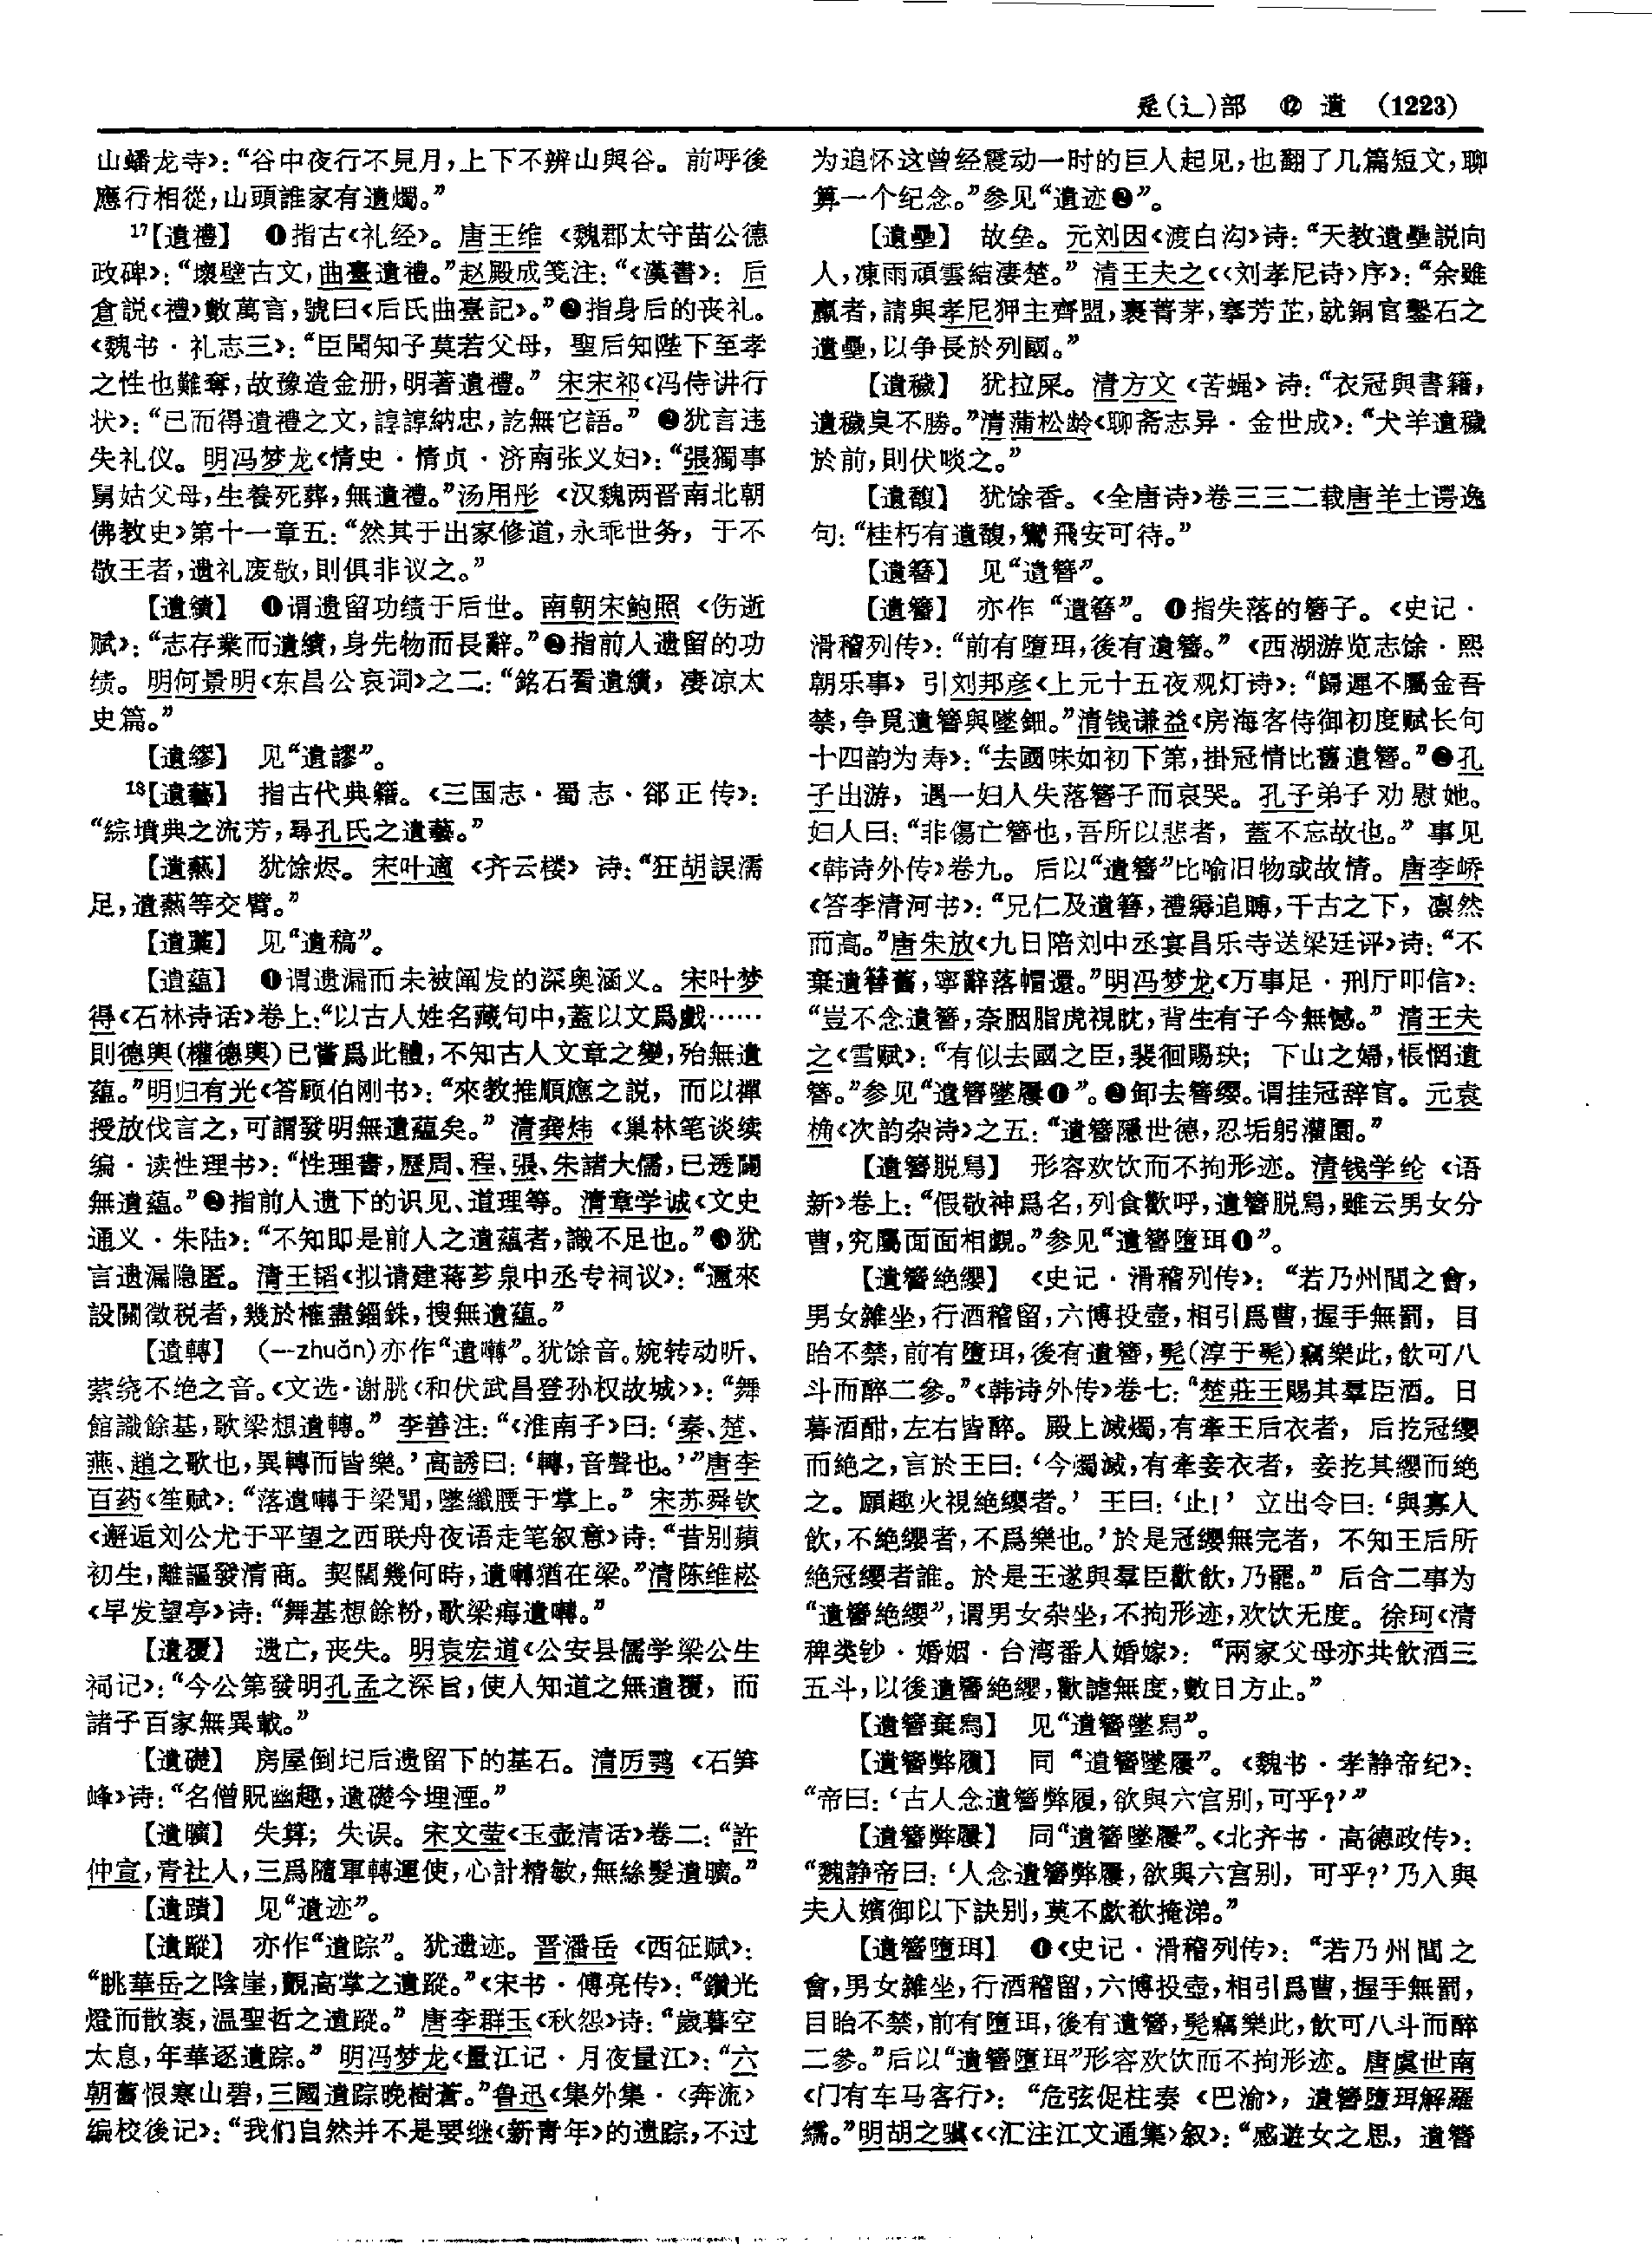 辵(辶)部 ⑫ 遺 (1223)
山蟠龙寺》：“谷中夜行不見月，上下不辨山與谷。前呼後
應行相從，山頭誰家有遺燭。”
17【遺禮】 ❶指古《礼经》。唐王维《魏郡太守苗公德
政碑》：“壞壁古文，曲臺遺禮。”赵殿成笺注：“《漢書》：后
倉説《禮》數萬言，號曰《后氏曲臺記》。”❷指身后的丧礼。
《魏书·礼志三》：“臣聞知子莫若父母，聖后知陛下至孝
之性也難奪，故豫造金册，明著遺禮。”宋宋祁《冯侍讲行
状》：“已而得遺禮之文，諄諄納忠，訖無它語。”❷犹言违
失礼仪。明冯梦龙《情史·情贞·济南张义妇》：“張獨事
舅姑父母，生養死葬，無遺禮。”汤用彤《汉魏两晋南北朝
佛教史》第十一章五：“然其于出家修道，永乖世务，于不
敬王者，遗礼废敬，則俱非议之。”
【遺績】 ❶谓遗留功绩于后世。南朝宋鲍照《伤逝
赋》：“志存業而遺績，身先物而長辭。”❷指前人遗留的功
绩。明何景明《东昌公哀词》之二：“銘石看遺績，凄凉太
史篇。”
【遺繆】 见“遺謬”。
18【遺藝】 指古代典籍。《三国志·蜀志·郤正传》：
“綜墳典之流芳，尋孔氏之遺藝。”
【遺爇】 犹馀烬。宋叶適《齐云楼》诗：“狂胡誤濡
足，遺爇等交臂。”
【遺藁】 见“遺稿”。
【遺藴】 ❶谓遗漏而未被阐发的深奥涵义。宋叶梦
得《石林诗话》卷上：“以古人姓名藏句中，蓋以文爲戲……
則德輿(權德輿)已嘗爲此體，不知古人文章之變，殆無遺
藴。”明归有光《答顾伯刚书》：“來教推順應之説，而以禪
授放伐言之，可謂發明無遺藴矣。”清龚炜《巢林笔谈续
编·读性理书》：“性理書，歷周、程、張、朱諸大儒，已透闢
無遺藴。”❷指前人遗下的识见、道理等。清章学诚《文史
通义·朱陆》：“不知即是前人之遺藴者，識不足也。”❸犹
言遗漏隐匿。清王韬《拟请建蒋芗泉中丞专祠议》：“邇來
設關徵税者，幾於榷盡錙銖，搜無遺藴。”
【遺轉】 (—zhuǎn)亦作“遺囀”。犹馀音。婉转动听、
萦绕不绝之音。《文选·谢朓〈和伏武昌登孙权故城〉》：“舞
館識餘基，歌梁想遺轉。”李善注：“《淮南子》曰：‘秦、楚、
燕、趙之歌也，異轉而皆樂。’高誘曰：‘轉，音聲也。’”唐李
百药《笙赋》：“落遺囀于梁間，墜纖腰于掌上。”宋苏舜钦
《邂逅刘公尤于平望之西联舟夜语走笔叙意》诗：“昔别蘋
初生，離謳發清商。契闊幾何時，遺囀猶在梁。”清陈维崧
《早发望亭》诗：“舞基想餘粉，歌梁痗遺囀。”
【遺覆】 遗亡，丧失。明袁宏道《公安县儒学梁公生
祠记》：“今公第發明孔孟之深旨，使人知道之無遺覆，而
諸子百家無異載。”
【遺礎】 房屋倒圮后遗留下的基石。清厉鹗《石笋
峰》诗：“名僧貺幽趣，遺礎今埋湮。”
【遺曠】 失算；失误。宋文莹《玉壶清话》卷二：“許
仲宣，青社人，三爲隨軍轉運使，心計精敏，無絲髮遺曠。”
【遺蹟】 见“遗迹”。
【遺蹤】 亦作“遺踪”。犹遗迹。晋潘岳《西征赋》：
“眺華岳之陰崖，觀高掌之遺蹤。”《宋书·傅亮传》：“鑽光
燈而散袠，温聖哲之遺蹤。”唐李群玉《秋怨》诗：“歲暮空
太息，年華逐遺踪。”明冯梦龙《量江记·月夜量江》：“六
朝舊恨寒山碧，三國遺踪晚樹蒼。”鲁迅《集外集·〈奔流〉
编校後记》：“我们自然并不是要继《新青年》的遗踪，不过
为追怀这曾经震动一时的巨人起见，也翻了几篇短文，聊
算一个纪念。”参见“遺迹❷”。
【遺壘】 故垒。元刘因《渡白沟》诗：“天教遺壘説向
人，凍雨頑雲結凄楚。”清王夫之《〈刘孝尼诗〉序》：“余雖
羸者，請與孝尼狎主齊盟，裹菁茅，搴芳芷，就銅官鑿石之
遺壘，以争長於列國。”
【遺穢】 犹拉屎。清方文《苦蝇》诗：“衣冠與書籍，
遺穢臭不勝。”清蒲松龄《聊斋志异·金世成》：“犬羊遺穢
於前，則伏啖之。”
【遺馥】 犹馀香。《全唐诗》卷三三二载唐羊士谔逸
句：“桂朽有遺馥，鶯飛安可待。”
【遺簮】 见“遺簪”。
【遺簪】 亦作“遺簮”。❶指失落的簪子。《史记·
滑稽列传》：“前有墮珥，後有遺簪。”《西湖游览志馀·熙
朝乐事》引刘邦彦《上元十五夜观灯诗》：“歸遲不屬金吾
禁，争覓遺簪與墜鈿。”清钱谦益《房海客侍御初度赋长句
十四韵为寿》：“去國味如初下第，掛冠情比舊遺簪。”❷孔
子出游，遇一妇人失落簪子而哀哭。孔子弟子劝慰她。
妇人曰：“非傷亡簪也，吾所以悲者，蓋不忘故也。”事见
《韩诗外传》卷九。后以“遺簪”比喻旧物或故情。唐李峤
《答李清河书》：“兄仁及遺簮，禮縟追賻，千古之下，凛然
而高。”唐朱放《九日陪刘中丞宴昌乐寺送梁廷评》诗：“不
棄遺簮舊，寧辭落帽還。”明冯梦龙《万事足·刑厅叩信》：
“豈不念遺簪，奈胭脂虎視眈，背生有子今無憾。”清王夫
之《雪赋》：“有似去國之臣，裴徊賜玦；下山之婦，悵惘遺
簪。”参见“遺簪墜屨❶”。❷卸去簪缨。谓挂冠辞官。元袁
桷《次韵杂诗》之五：“遺簪隱世德，忍垢躬灌園。”
【遺簪脱舄】 形容欢饮而不拘形迹。清钱学纶《语
新》卷上：“假敬神爲名，列食歡呼，遺簪脱舄，雖云男女分
曹，究屬面面相覷。”参见“遺簪墮珥❶”。
【遺簪絶纓】 《史记·滑稽列传》：“若乃州閭之會，
男女雜坐，行酒稽留，六博投壺，相引爲曹，握手無罰，目
眙不禁，前有墮珥，後有遺簪，髡(淳于髡)竊樂此，飲可八
斗而醉二參。”《韩诗外传》卷七：“楚莊王賜其羣臣酒。日
暮酒酣，左右皆醉。殿上滅燭，有牽王后衣者，后扢冠纓
而絶之，言於王曰：‘今燭滅，有牽妾衣者，妾扢其纓而絶
之。願趣火視絶纓者。’王曰：‘止！’立出令曰：‘與寡人
飲，不絶纓者，不爲樂也。’於是冠纓無完者，不知王后所
絶冠纓者誰。於是王遂與羣臣歡飲，乃罷。”后合二事为
“遺簪絶纓”，谓男女杂坐，不拘形迹，欢饮无度。徐珂《清
稗类钞·婚姻·台湾番人婚嫁》：“兩家父母亦共飲酒三
五斗，以後遺簪絶纓，歡謔無度，數日方止。”
【遺簪棄舄】 见“遺簪墜舄”。
【遺簪弊履】 同“遺簪墜屨”。《魏书·孝静帝纪》：
“帝曰：‘古人念遺簪弊履，欲與六宫别，可乎？’”
【遺簪弊屨】 同“遺簪墜屨”。《北齐书·高德政传》：
“魏静帝曰：‘人念遺簪弊屨，欲與六宫别，可乎？’乃入與
夫人嬪御以下訣别，莫不歔欷掩涕。”
【遺簪墮珥】 ❶《史记·滑稽列传》：“若乃州閭之
會，男女雜坐，行酒稽留，六博投壺，相引爲曹，握手無罰，
目眙不禁，前有墮珥，後有遺簪，髡竊樂此，飲可八斗而醉
二參。”后以“遺簪墮珥”形容欢饮而不拘形迹。唐虞世南
《门有车马客行》：“危弦促柱奏《巴渝》，遺簪墮珥解羅
襦。”明胡之骥《〈汇注江文通集〉叙》：“感遊女之思，遺簪